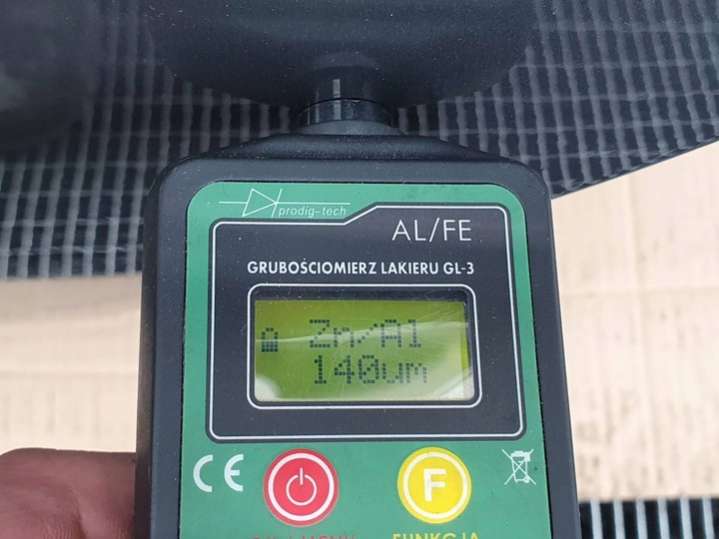 prodig-tech
AL/FE
GRUBOŚCIOMIERZ LAKIERU GL-3
Zn/Al
140um
CE
F
FUNKCJA